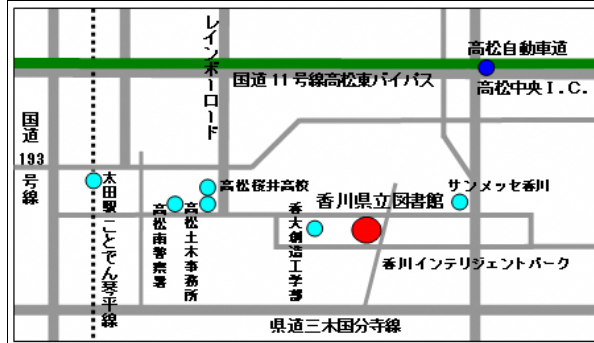 レインボーロード
高松自動車道
国道11号線高松東バイパス
高松中央I.C.
国道193号線
太田駅
ことでん琴平線
高松桜井高校
サンメッセ香川
香川県立図書館
高松南警察署
高松土木事務所
香大創造工学部
香川インテリジェントパーク
県道三木国分寺線